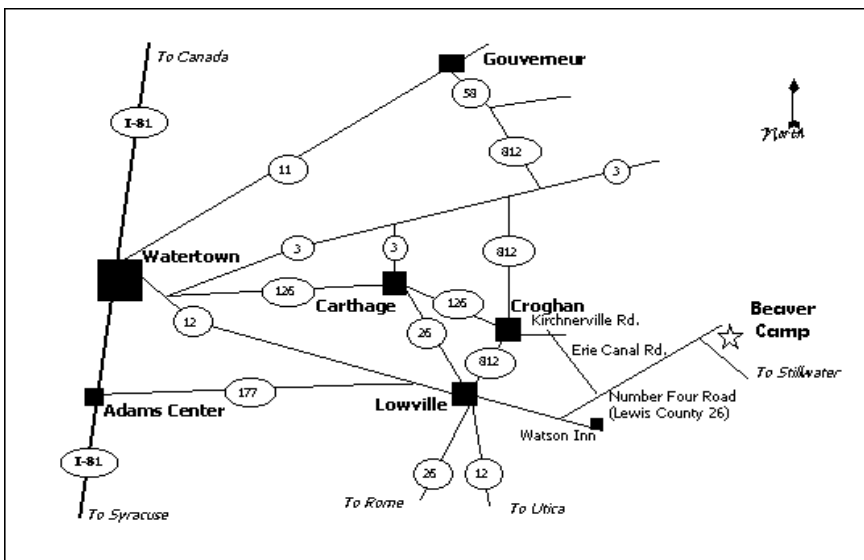 To Canada
Gouverneur
58
I-81
North
812
11
3
3
3
812
Watertown
126
Carthage
126
Croghan
Beaver
Camp
Kirchnerville Rd.
12
26
812
Erie Canal Rd.
To Stillwater
177
Adams Center
Lowville
Number Four Road
(Lewis County 26)
Watson Inn
I-81
26
12
To Rome
To Utica
To Syracuse